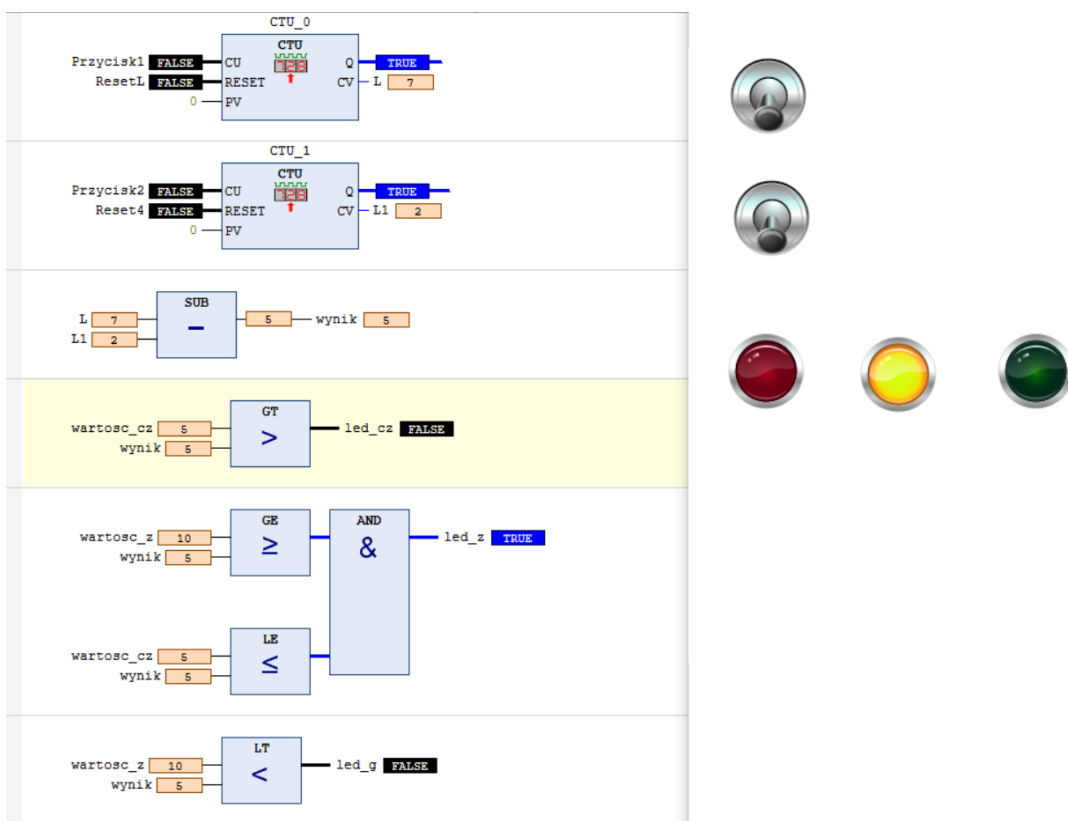 CTU_0
CTU
Przycisk1 FALSE CU Q TRUE
ResetL FALSE RESET CV L 7
0 PV
CTU_1
CTU
Przycisk2 FALSE CU Q TRUE
Reset4 FALSE RESET CV L1 2
0 PV
SUB
L 7 5 wynik 5
L1 2 −
GT
wartosc_cz 5 led_cz FALSE
wynik 5 >
GE AND
wartosc_z 10 led_z TRUE
wynik 5 ≥ &
LE
wartosc_cz 5
wynik 5 ≤
LT
wartosc_z 10 led_g FALSE
wynik 5 <